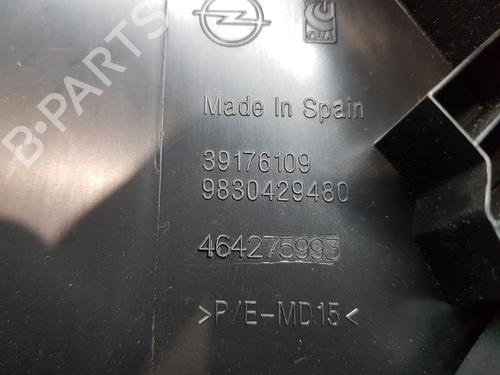 B-PARTS
Made In Spain
39176109
9830429480
464275993
>P/E-MD15<